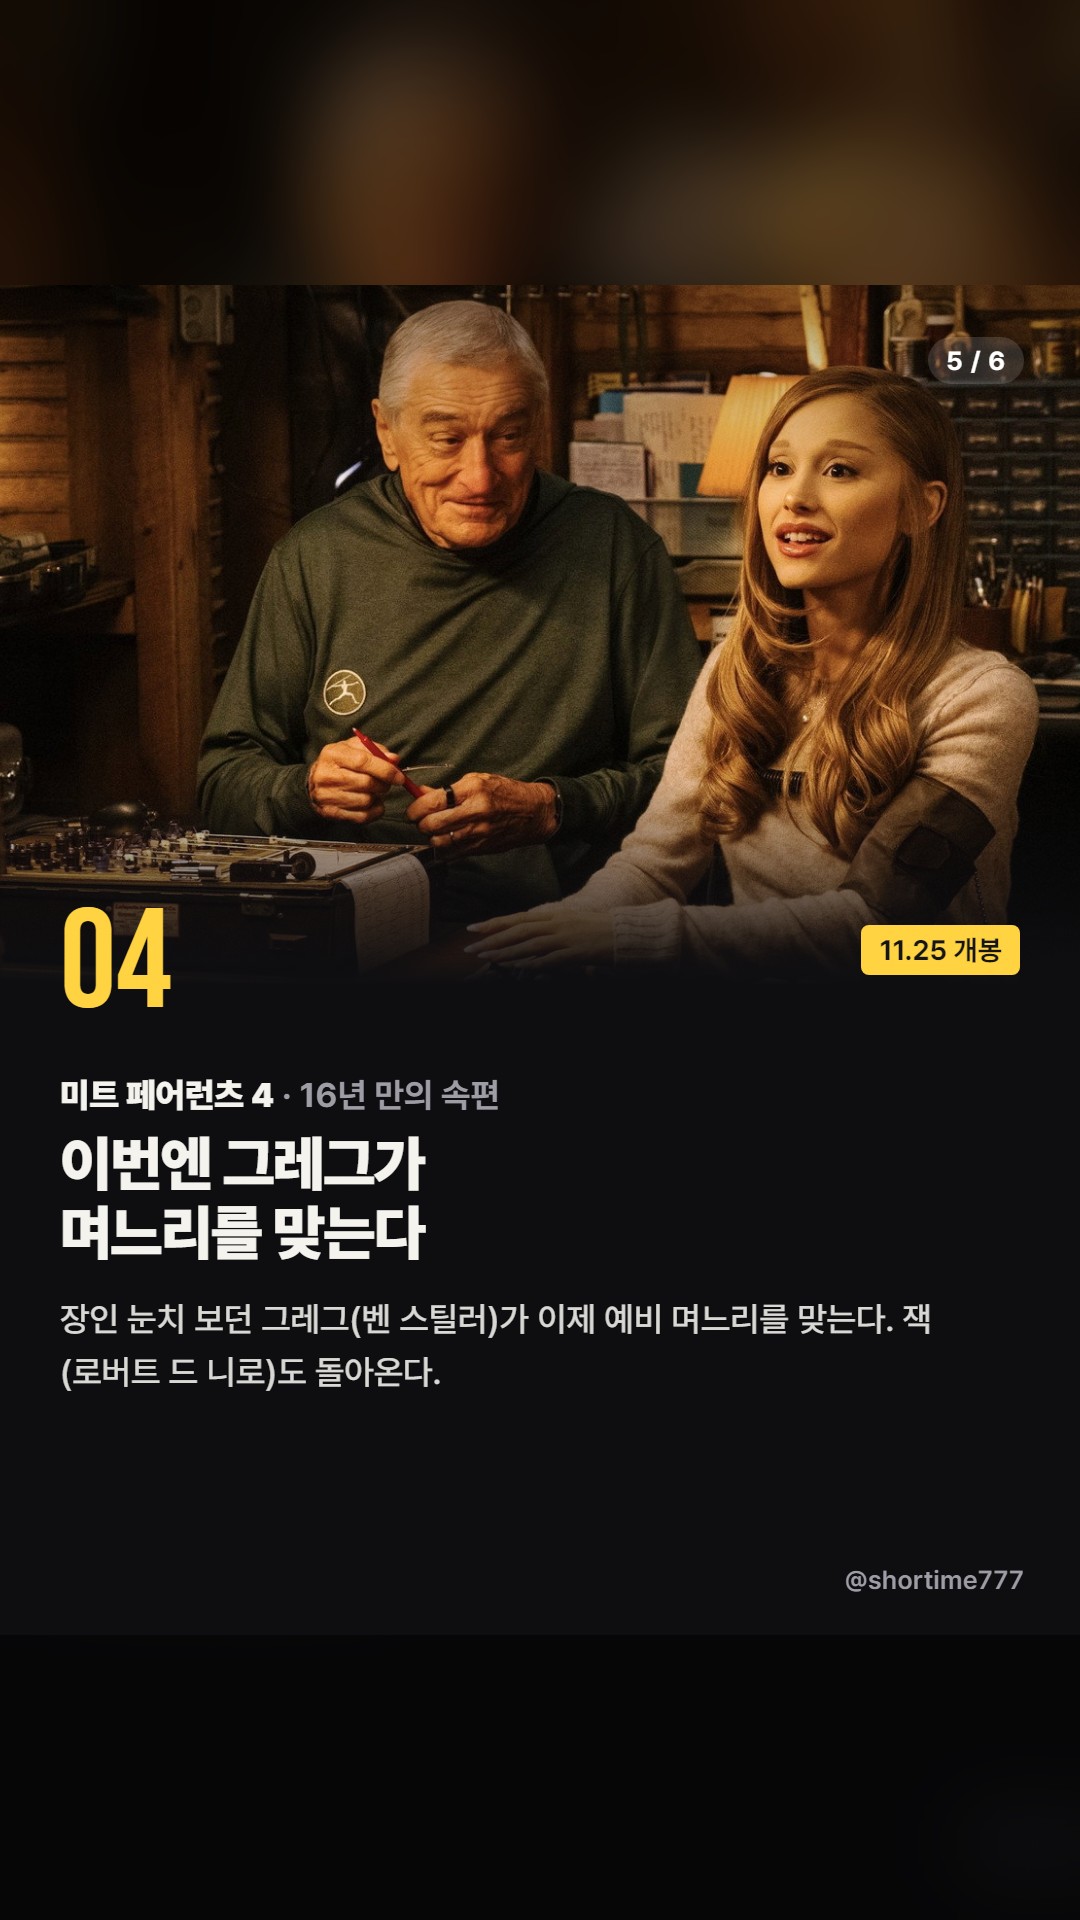 5 / 6
04
11.25 개봉
미트 페어런츠 4 · 16년 만의 속편
이번엔 그레그가
며느리를 맞는다
장인 눈치 보던 그레그(벤 스틸러)가 이제 예비 며느리를 맞는다. 잭
(로버트 드 니로)도 돌아온다.
@shortime777